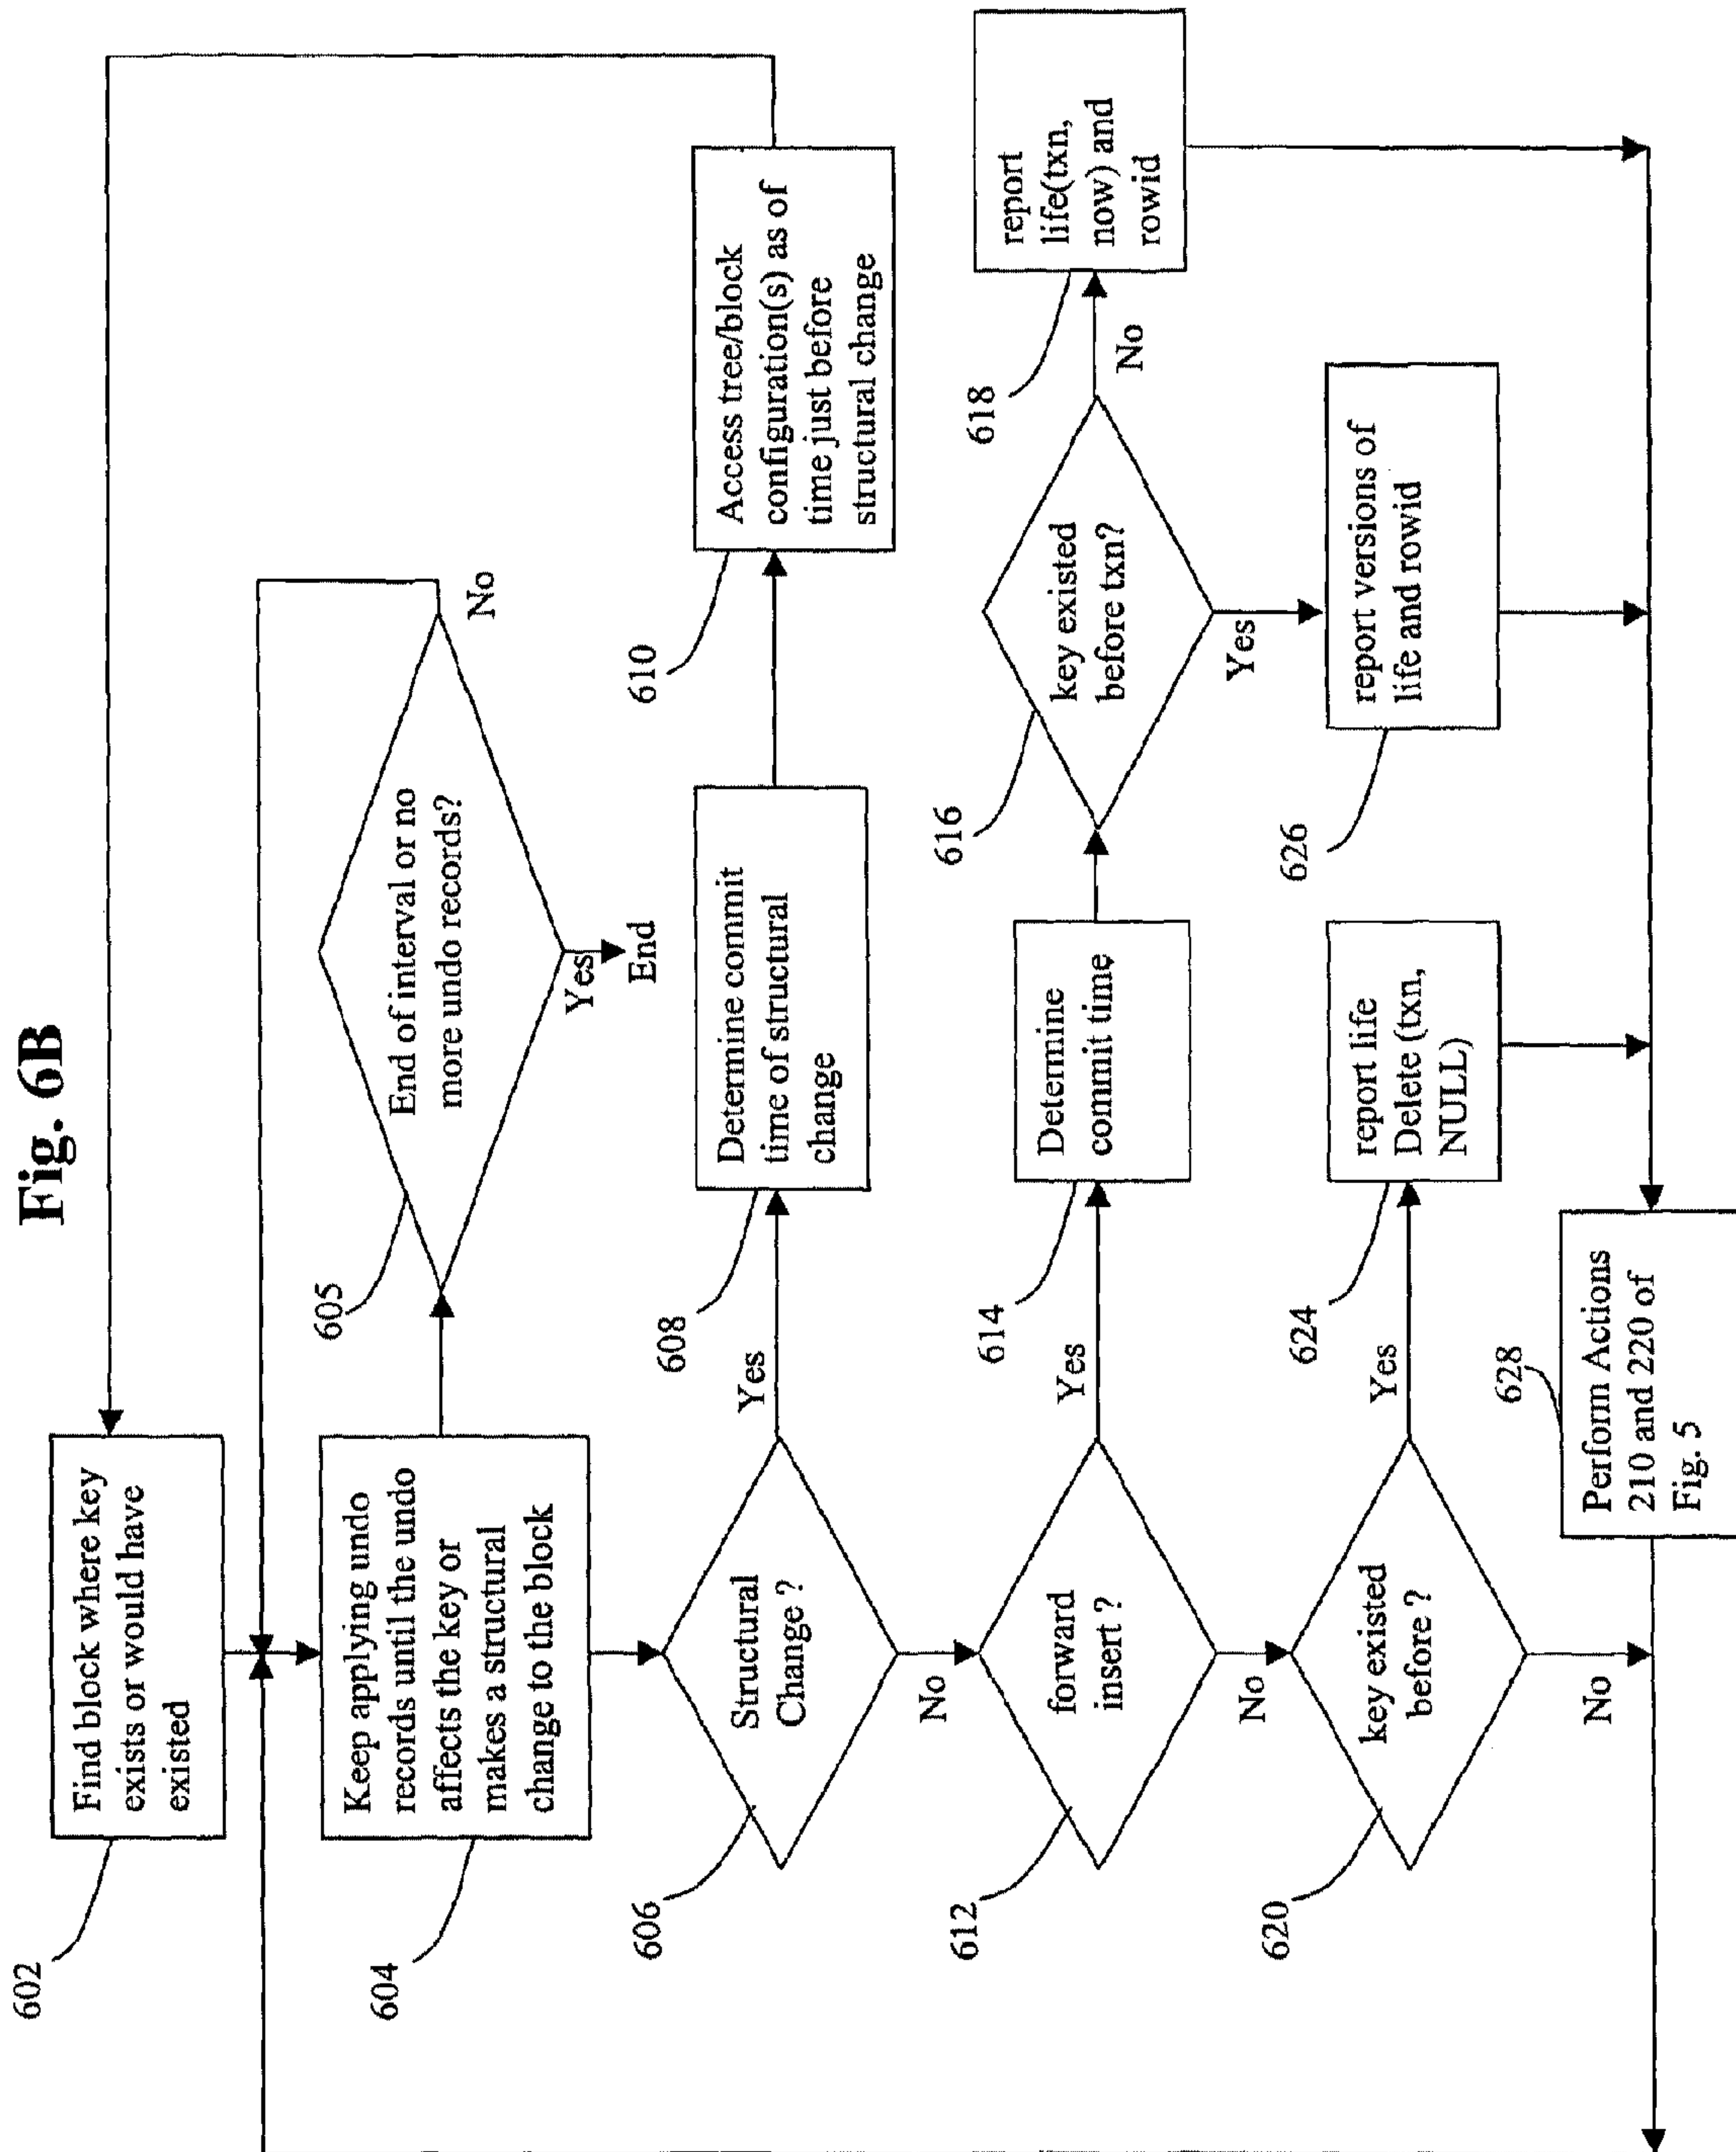 Fig. 6B
602
Find block where key
exists or would have
existed
604
Keep applying undo
records until the undo
affects the key or
makes a structural
change to the block
605
End of interval or no
more undo records?
No
Yes
End
606
Structural
Change ?
Yes
No
608
Determine commit
time of structural
change
610
Access tree/block
configuration(s) as of
time just before
structural change
612
forward
insert ?
Yes
No
614
Determine
commit time
616
key existed
before txn?
No
Yes
618
report
life(txn,
now) and
rowid
620
key existed
before ?
Yes
No
624
report life
Delete (txn,
NULL)
626
report versions of
life and rowid
628
Perform Actions
210 and 220 of
Fig. 5